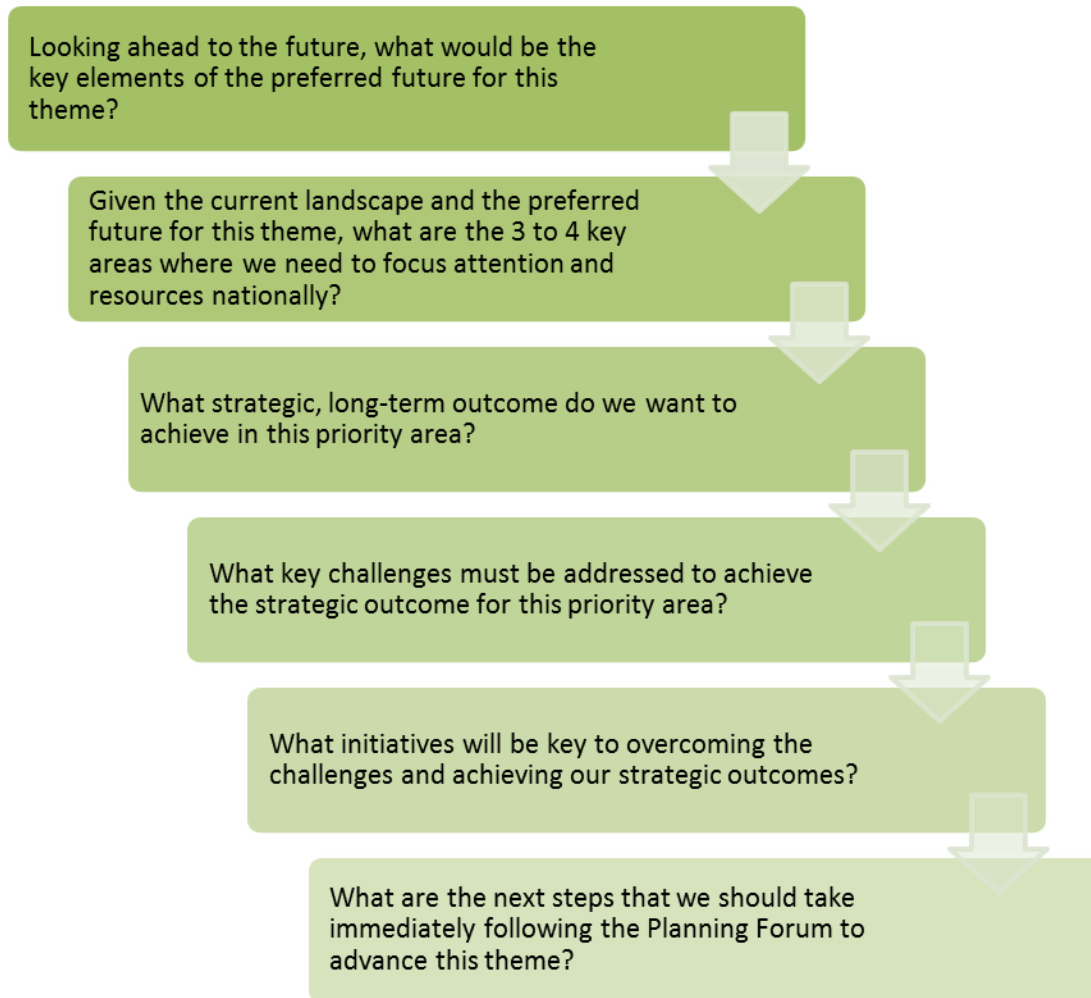 Looking ahead to the future, what would be the
key elements of the preferred future for this
theme?
Given the current landscape and the preferred
future for this theme, what are the 3 to 4 key
areas where we need to focus attention and
resources nationally?
What strategic, long-term outcome do we want to
achieve in this priority area?
What key challenges must be addressed to achieve
the strategic outcome for this priority area?
What initiatives will be key to overcoming the
challenges and achieving our strategic outcomes?
What are the next steps that we should take
immediately following the Planning Forum to
advance this theme?